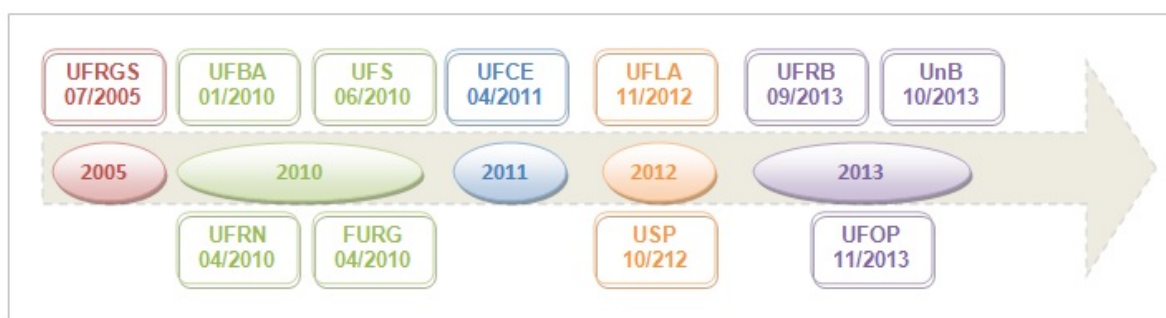 UFRGS
07/2005
UFBA
01/2010
UFS
06/2010
UFCE
04/2011
UFLA
11/2012
UFRB
09/2013
UnB
10/2013
2005
2010
2011
2012
2013
UFRN
04/2010
FURG
04/2010
USP
10/212
UFOP
11/2013